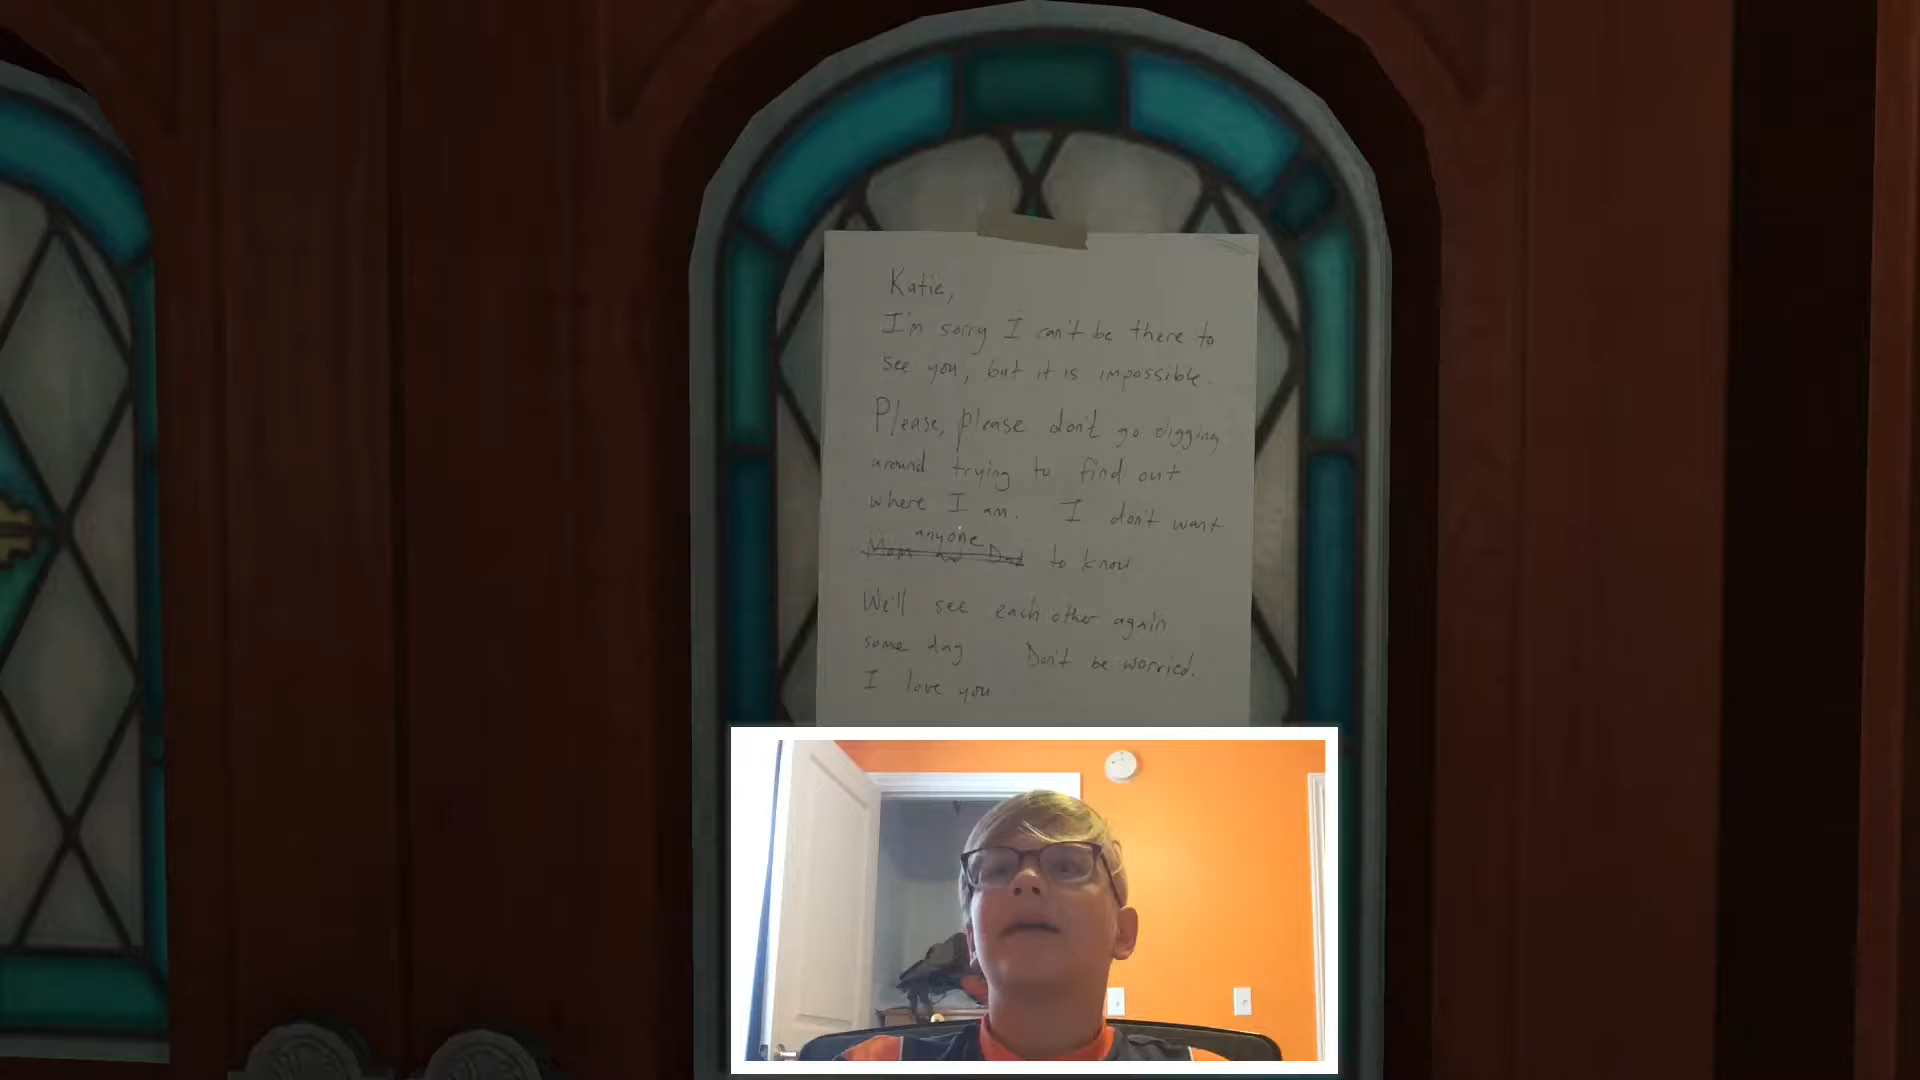 Katie,
I'm sorry I can't be there to
see you, but it is impossible.
Please, please don't go digging
around trying to find out
where I am. I don't want
anyone
Mom and Dad to know.
We'll see each other again
some day Don't be worried.
I love you